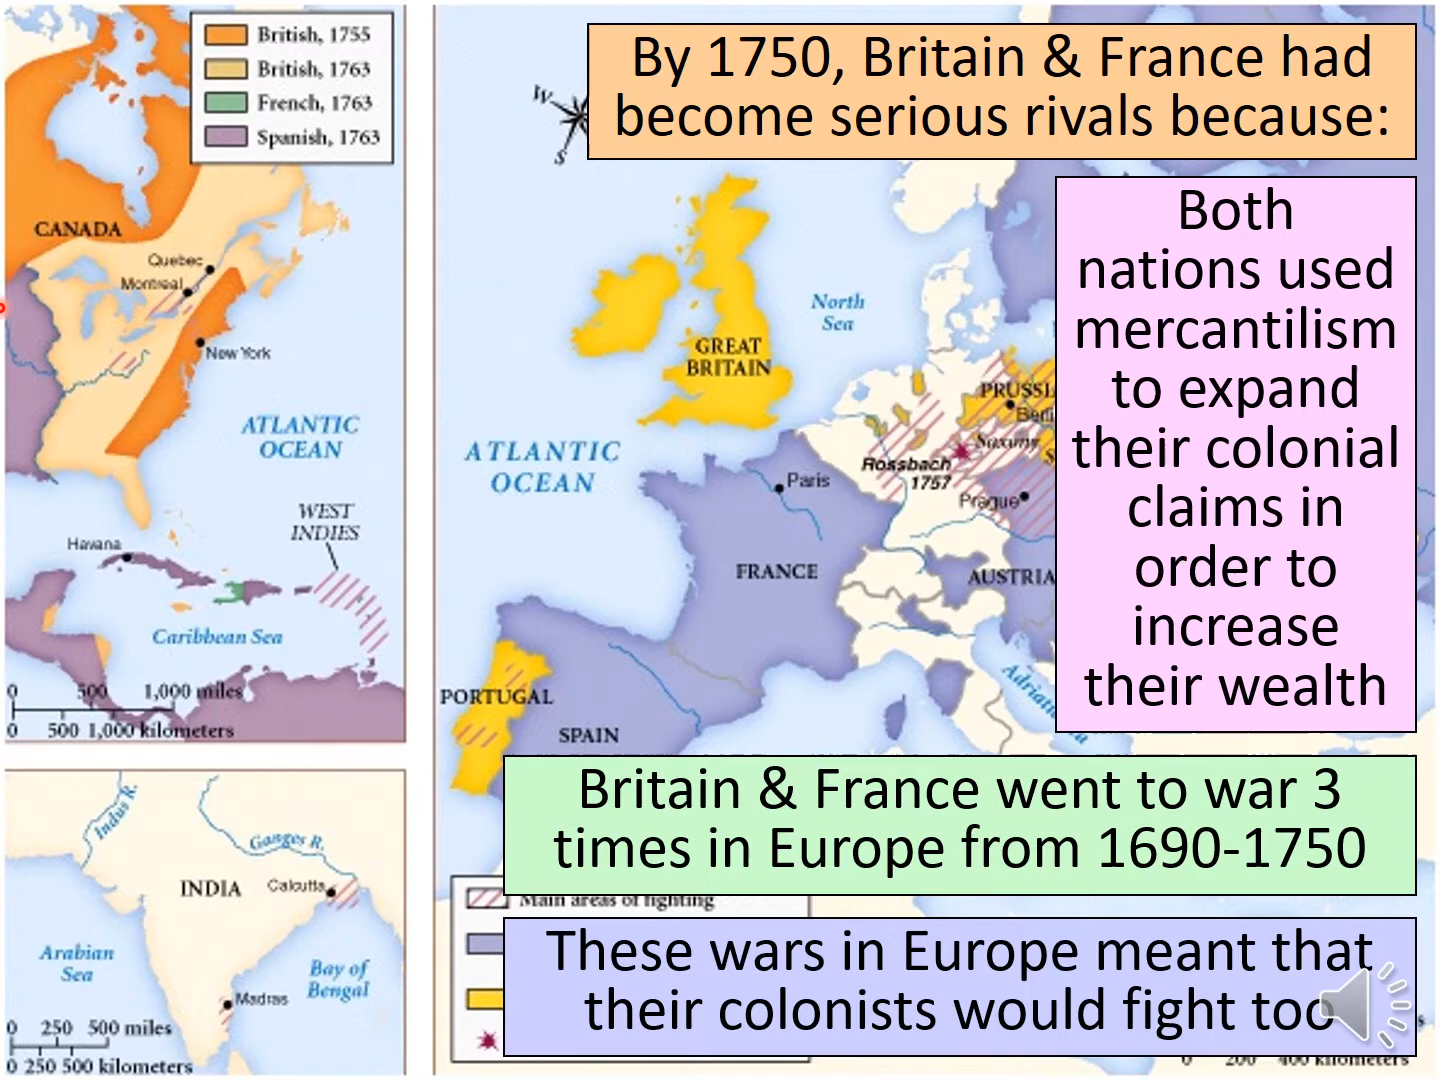 British, 1755
British, 1763
French, 1763
Spanish, 1763
CANADA
Quebec
Montreal
New York
ATLANTIC
OCEAN
WEST
INDIES
Havana
Caribbean Sea
0 500 1,000 miles
0 500 1,000 kilometers
Indus R.
Ganges R.
INDIA
Calcutta
Arabian
Sea
Bay of
Bengal
Madras
0 250 500 miles
0 250 500 kilometers
By 1750, Britain & France had
become serious rivals because:
W
S
Both
nations used
mercantilism
to expand
their colonial
claims in
order to
increase
their wealth
North
Sea
GREAT
BRITAIN
PRUSSI
Berli
Saxony
Rossbach
1757
Prague
ATLANTIC
OCEAN
Paris
FRANCE
AUSTRIA
PORTUGAL
SPAIN
Britain & France went to war 3
times in Europe from 1690-1750
Main areas of fighting
These wars in Europe meant that
their colonists would fight too
0 200 400 kilometers